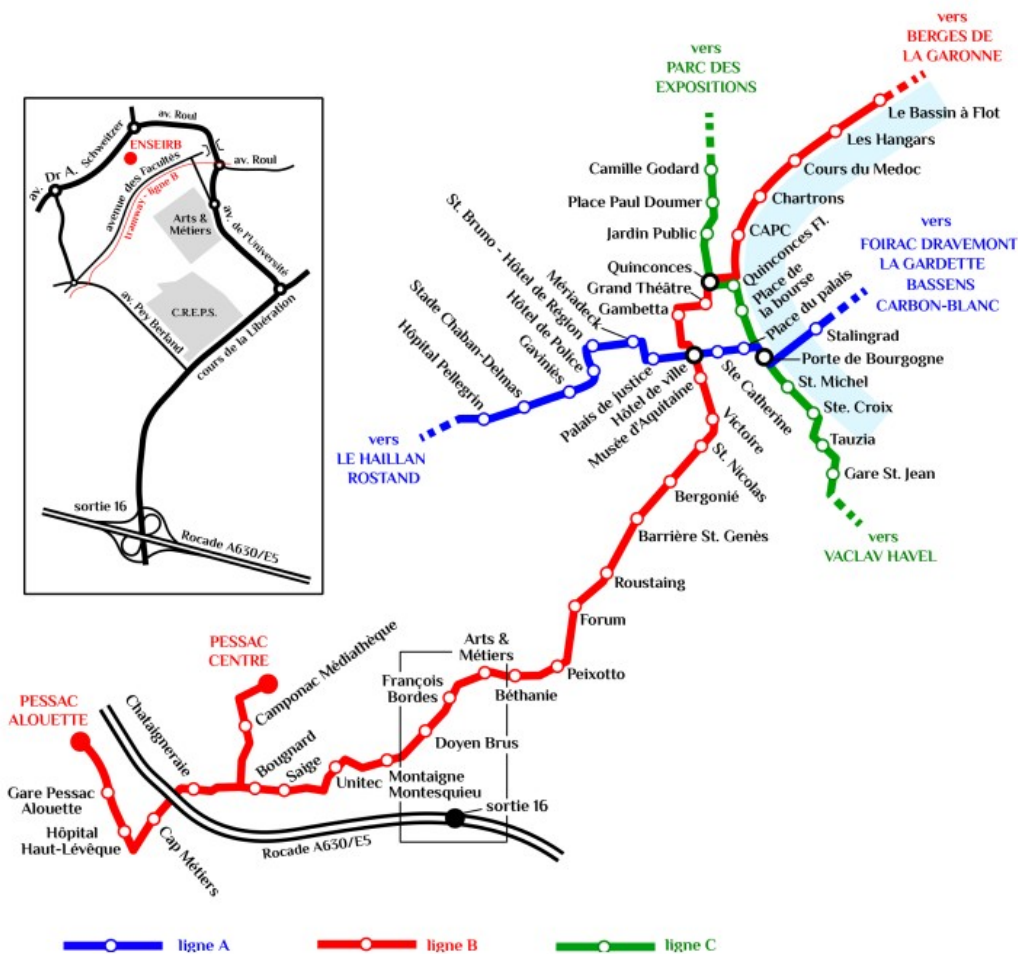 vers
BERGES DE
LA GARONNE
vers
PARC DES
EXPOSITIONS
Le Bassin à Flot
Les Hangars
Cours du Medoc
Chartrons
CAPC
Camille Godard
Place Paul Doumer
Jardin Public
Quinconces
Quinconces Fl.
Grand Théâtre
Gambetta
Place de
la bourse
Place du palais
vers
FOIRAC DRAVEMONT
LA GARDETTE
BASSENS
CARBON-BLANC
Stalingrad
Porte de Bourgogne
St. Michel
Ste. Croix
Tauzia
Gare St. Jean
vers
VACLAV HAVEL
Mériadeck
St. Bruno - Hôtel de Région
Hôtel de Police
Gaviniès
Stade Chaban-Delmas
Hôpital Pellegrin
vers
LE HAILLAN
ROSTAND
Palais de justice
Hôtel de ville
Musée d'Aquitaine
Ste Catherine
Victoire
St. Nicolas
Bergonié
Barrière St. Genès
Roustaing
Forum
Peixotto
Béthanie
Arts &
Métiers
François
Bordes
Doyen Brus
Montaigne
Montesquieu
Unitec
Saige
Bougnard
Camponac Médiathèque
PESSAC
CENTRE
Chataigneraie
Cap Métiers
Hôpital
Haut-Lévêque
Gare Pessac
Alouette
PESSAC
ALOUETTE
Rocade A630/E5
sortie 16
av. Roul
av. Dr A. Schweitzer
ENSEIRB
av. Roul
avenue des Facultés
tramway - ligne B
Arts &
Métiers
av. de l'Université
C.R.E.P.S.
av. Pey Berland
cours de la Libération
sortie 16
Rocade A630/E5
ligne A
ligne B
ligne C